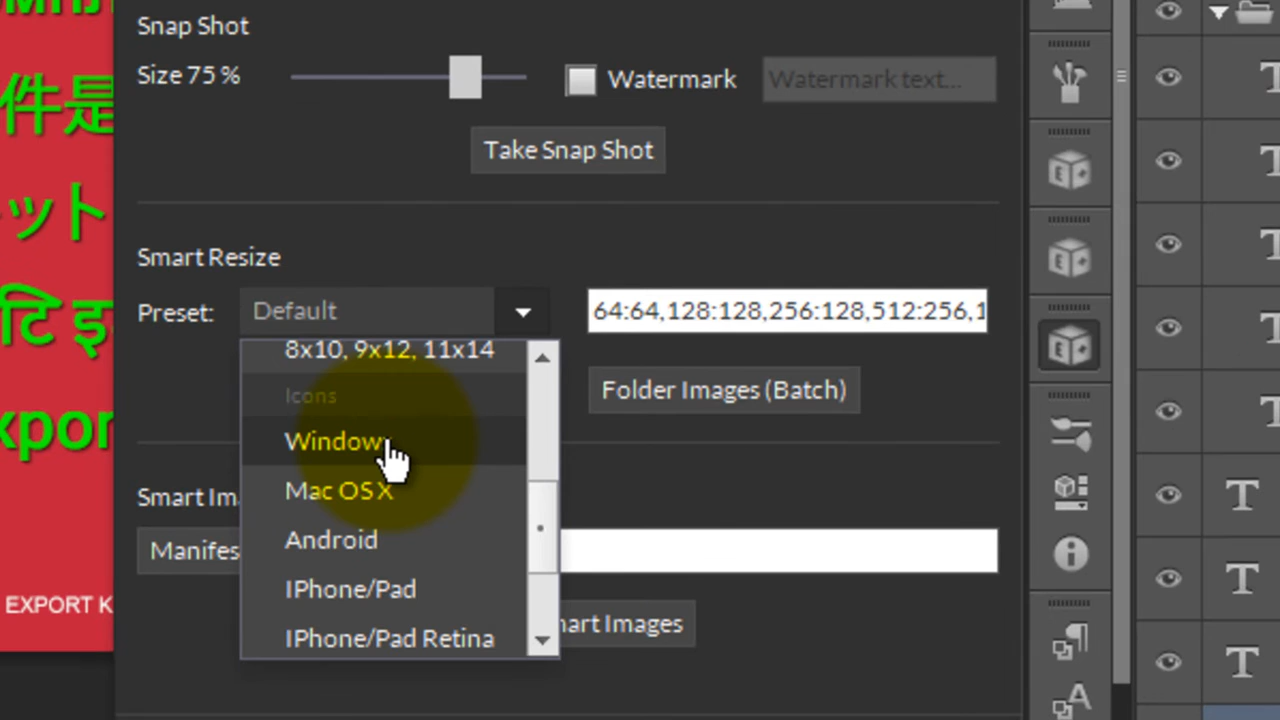 Snap Shot
Size 75 %
Watermark
Watermark text...
件是
Take Snap Shot
ット
Smart Resize
Preset:
Default
64:64,128:128,256:128,512:256,1
8x10, 9x12, 11x14
Icons
Folder Images (Batch)
Window
Mac OS X
Smart Im
Android
Manifes
IPhone/Pad
EXPORT K
mart Images
IPhone/Pad Retina